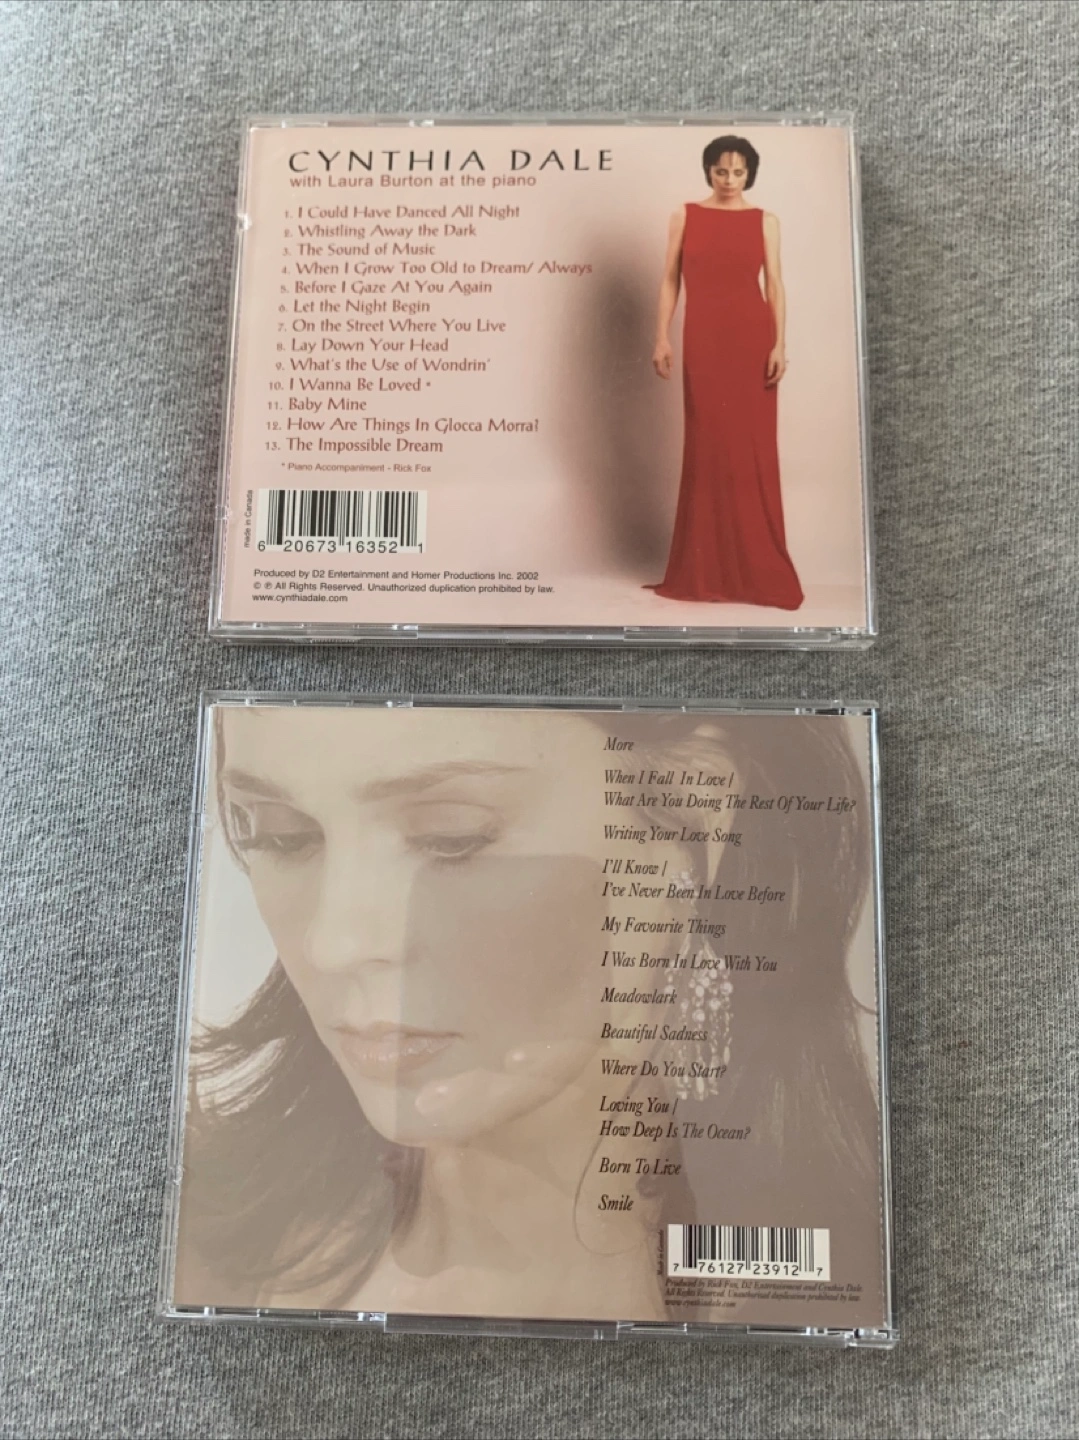 CYNTHIA DALE
with Laura Burton at the piano
1. I Could Have Danced All Night
2. Whistling Away the Dark
3. The Sound of Music
4. When I Grow Too Old to Dream/ Always
5. Before I Gaze At You Again
6. Let the Night Begin
7. On the Street Where You Live
8. Lay Down Your Head
9. What's the Use of Wondrin'
10. I Wanna Be Loved *
11. Baby Mine
12. How Are Things In Glocca Morra?
13. The Impossible Dream
* Piano Accompaniment - Rick Fox
made in Canada
6 20673 16352 1
Produced by D2 Entertainment and Homer Productions Inc. 2002
© ℗ All Rights Reserved. Unauthorized duplication prohibited by law.
www.cynthiadale.com
More
When I Fall In Love /
What Are You Doing The Rest Of Your Life?
Writing Your Love Song
I'll Know /
I've Never Been In Love Before
My Favourite Things
I Was Born In Love With You
Meadowlark
Beautiful Sadness
Where Do You Start?
Loving You /
How Deep Is The Ocean?
Born To Live
Smile
Made in Canada
7 76127 23912 7
Produced by Rick Fox, D2 Entertainment and Cynthia Dale
All Rights Reserved. Unauthorized duplication prohibited by law.
www.cynthiadale.com